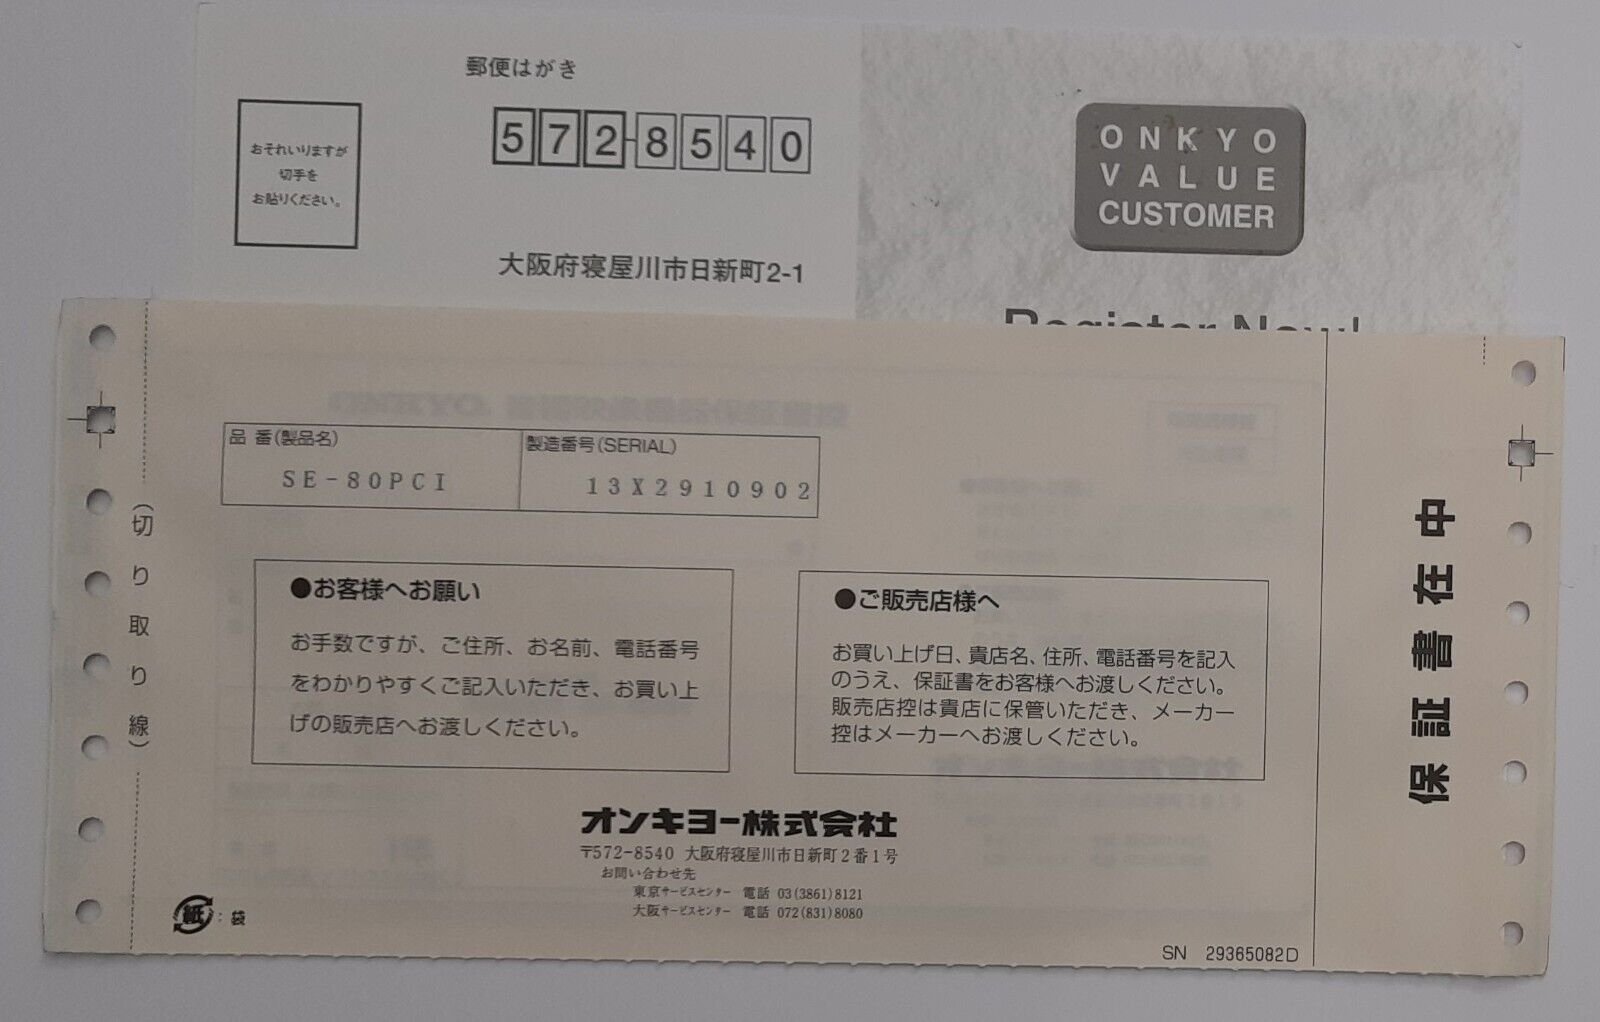 郵便はがき
572-8540
おそれいりますが
切手を
お貼りください。
大阪府寝屋川市日新町2-1
ONKYO
VALUE
CUSTOMER
Register Now!
(切り取り線)
品 番(製品名)
SE-80PCI
製造番号(SERIAL)
13X2910902
●お客様へお願い
お手数ですが、ご住所、お名前、電話番号
をわかりやすくご記入いただき、お買い上
げの販売店へお渡しください。
●ご販売店様へ
お買い上げ日、貴店名、住所、電話番号を記入
のうえ、保証書をお客様へお渡しください。
販売店控は貴店に保管いただき、メーカー
控はメーカーへお渡しください。
オンキヨー株式会社
〒572-8540 大阪府寝屋川市日新町2番1号
お問い合わせ先
東京サービスセンター 電話 03(3861)8121
大阪サービスセンター 電話 072(831)8080
紙:袋
SN 29365082D
保証書在中